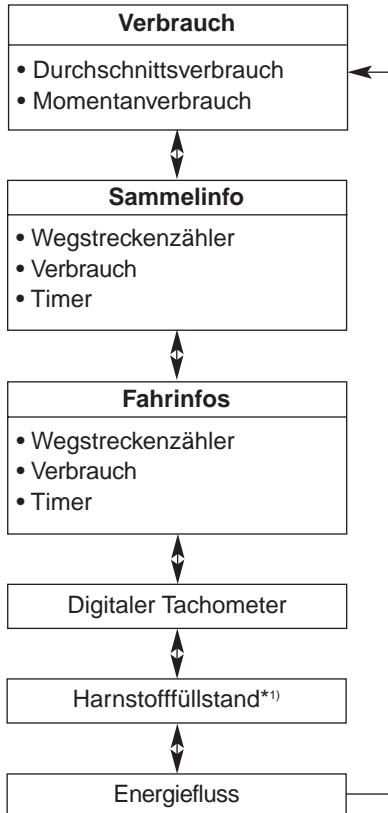 Verbrauch
• Durchschnittsverbrauch
• Momentanverbrauch
Sammelinfo
• Wegstreckenzähler
• Verbrauch
• Timer
Fahrinfos
• Wegstreckenzähler
• Verbrauch
• Timer
Digitaler Tachometer
Harnstofffüllstand*1)
Energiefluss